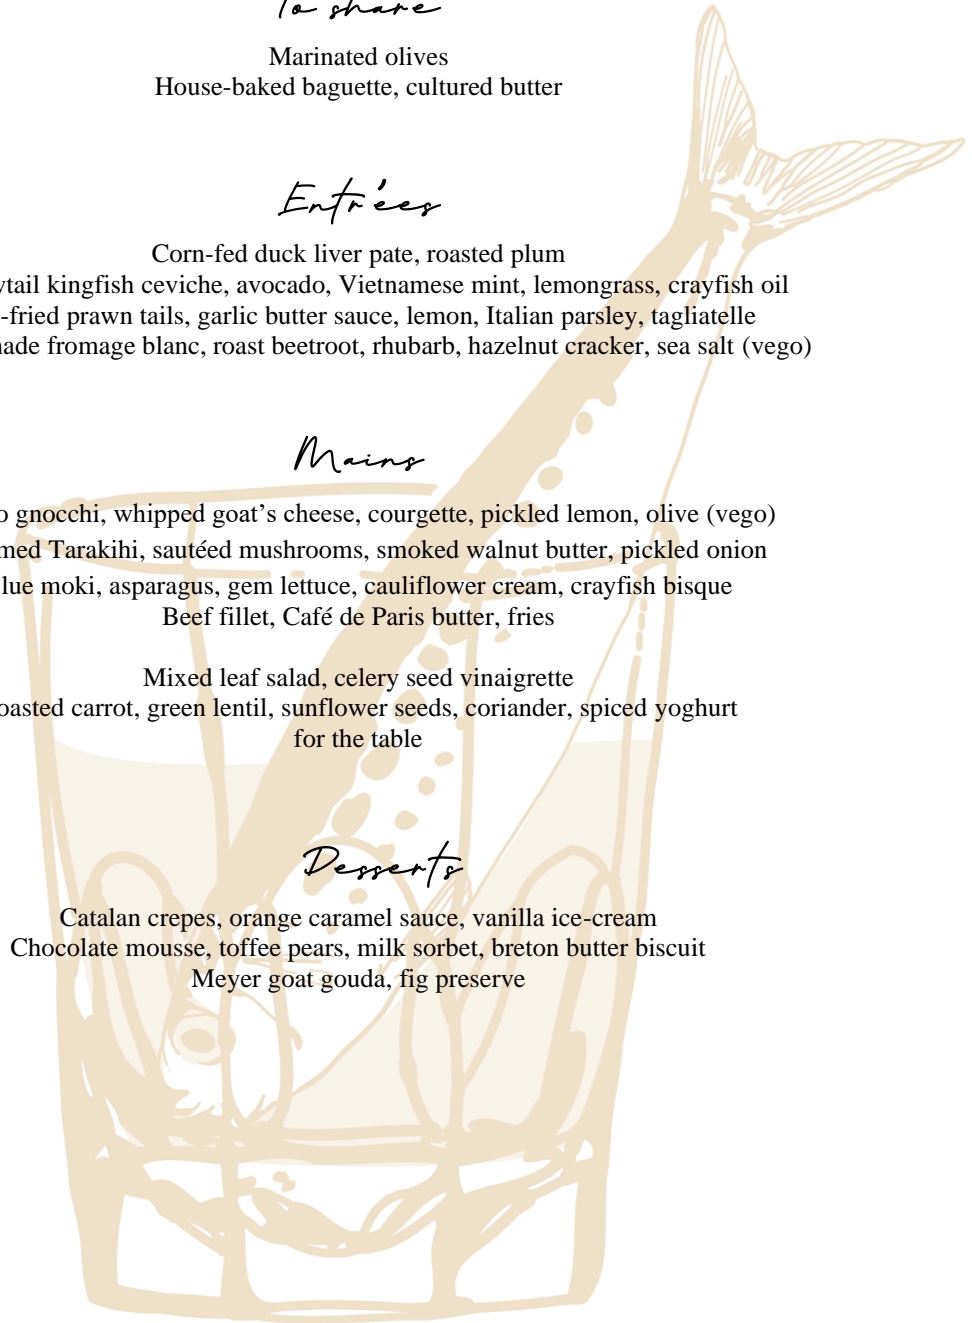 To share
Marinated olives
House-baked baguette, cultured butter
Entrées
Corn-fed duck liver pate, roasted plum
ytail kingfish ceviche, avocado, Vietnamese mint, lemongrass, crayfish oil
-fried prawn tails, garlic butter sauce, lemon, Italian parsley, tagliatelle
ade fromage blanc, roast beetroot, rhubarb, hazelnut cracker, sea salt (vego)
Mains
o gnocchi, whipped goat’s cheese, courgette, pickled lemon, olive (vego)
med Tarakihi, sautéed mushrooms, smoked walnut butter, pickled onion
lue moki, asparagus, gem lettuce, cauliflower cream, crayfish bisque
Beef fillet, Café de Paris butter, fries
Mixed leaf salad, celery seed vinaigrette
oasted carrot, green lentil, sunflower seeds, coriander, spiced yoghurt
for the table
Desserts
Catalan crepes, orange caramel sauce, vanilla ice-cream
Chocolate mousse, toffee pears, milk sorbet, breton butter biscuit
Meyer goat gouda, fig preserve